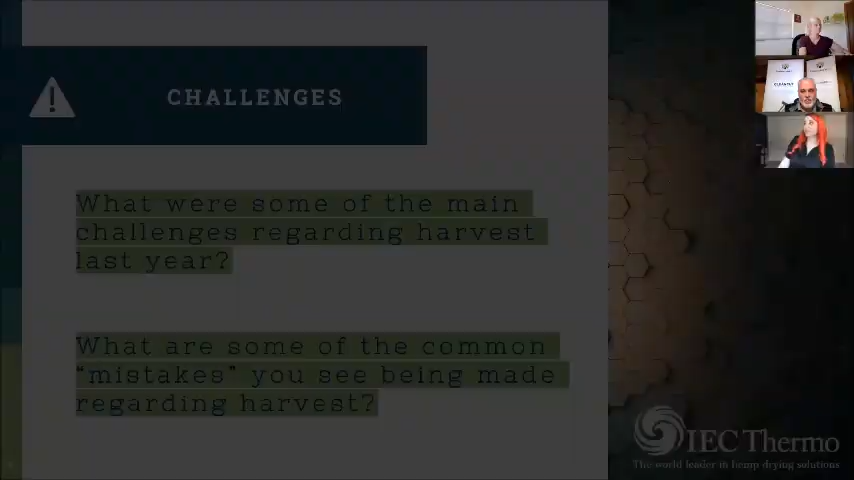 CHALLENGES
What were some of the main
challenges regarding harvest
last year?
What are some of the common
"mistakes" you see being made
regarding harvest?
IEC Thermo
The world leader in hemp drying solutions